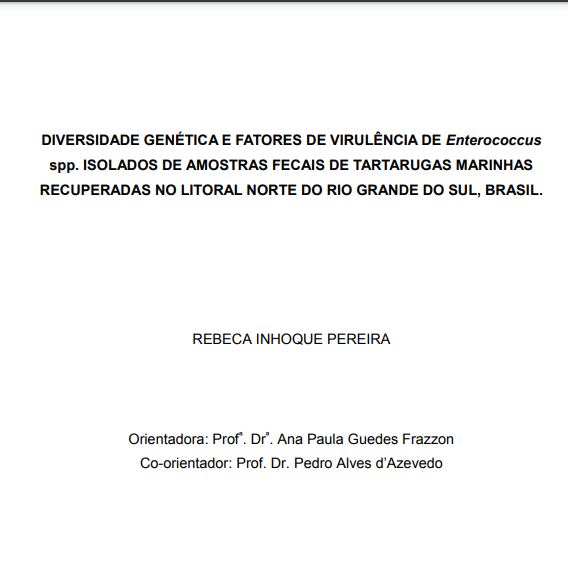 DIVERSIDADE GENÉTICA E FATORES DE VIRULÊNCIA DE Enterococcus
spp. ISOLADOS DE AMOSTRAS FECAIS DE TARTARUGAS MARINHAS
RECUPERADAS NO LITORAL NORTE DO RIO GRANDE DO SUL, BRASIL.
REBECA INHOQUE PEREIRA
Orientadora: Profª. Drª. Ana Paula Guedes Frazzon
Co-orientador: Prof. Dr. Pedro Alves d’Azevedo